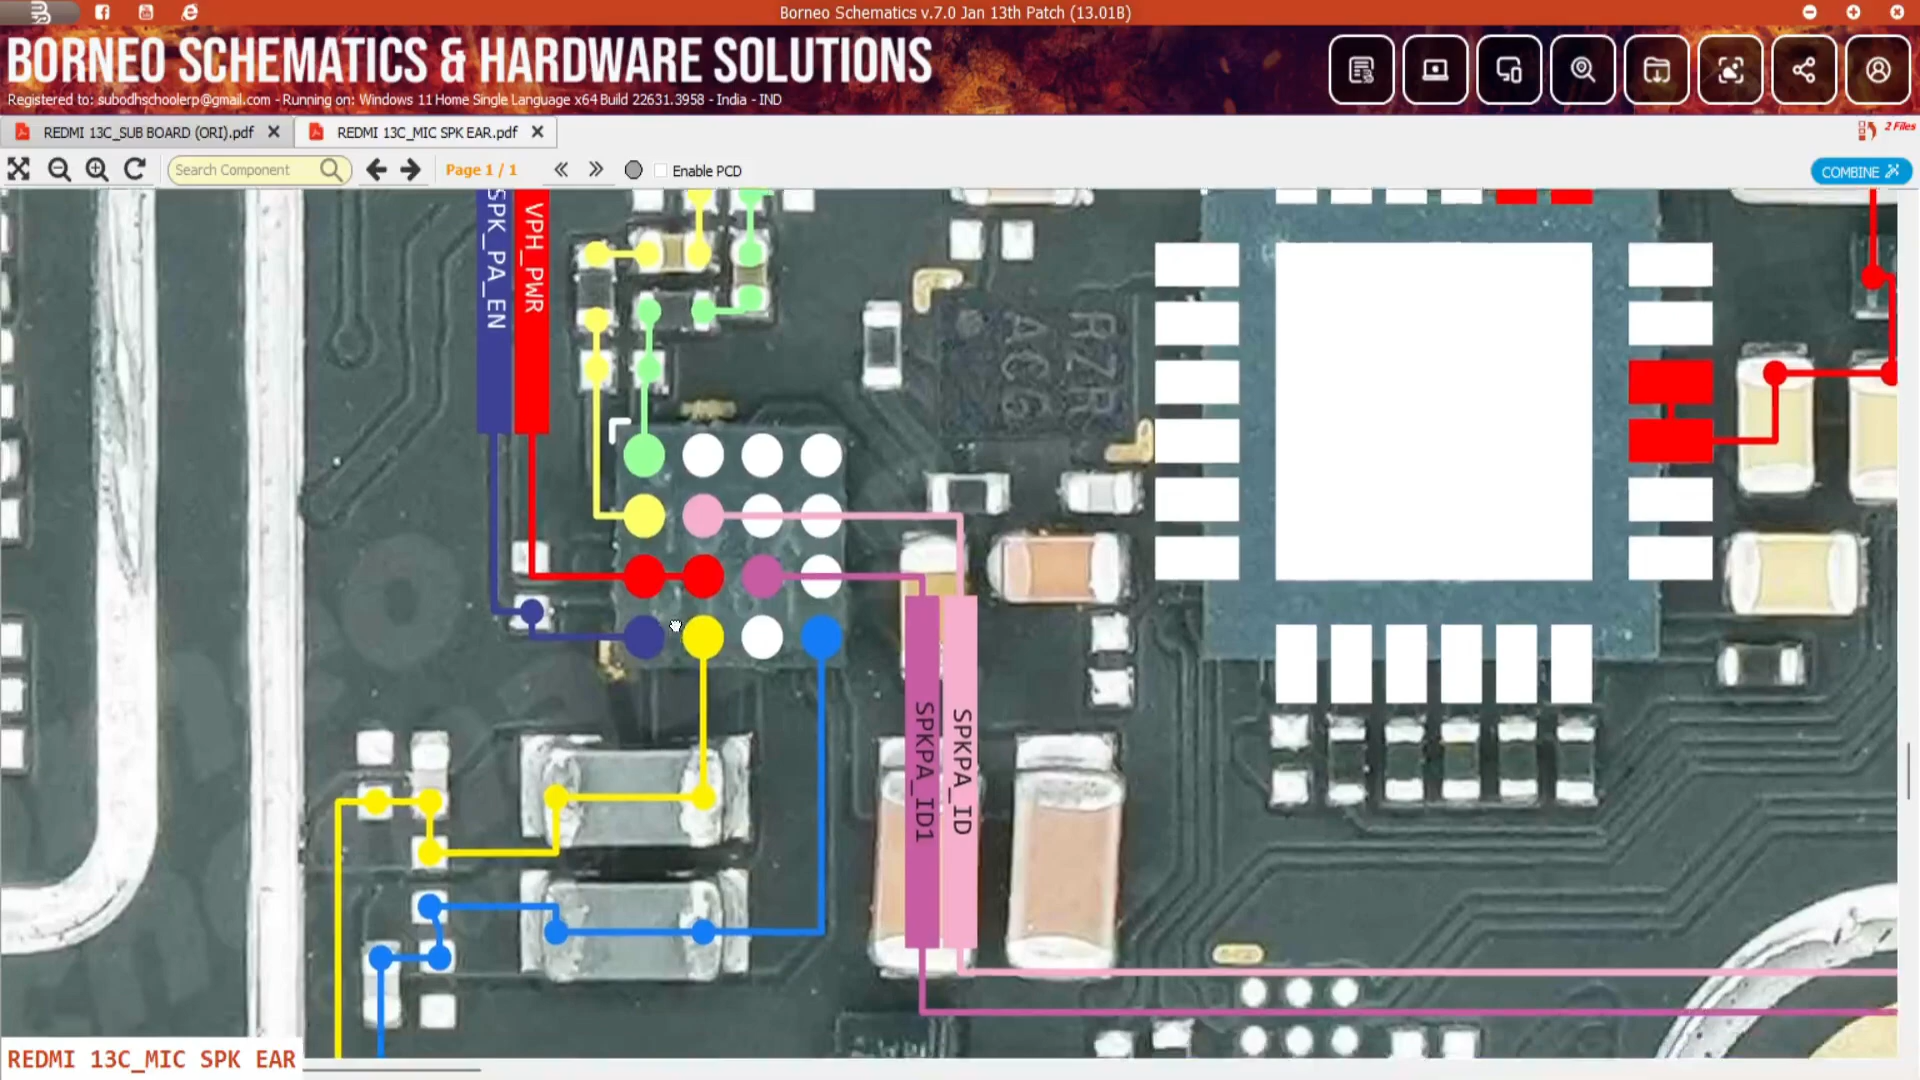 Borneo Schematics v.7.0 Jan 13th Patch (13.01B)
BORNEO SCHEMATICS & HARDWARE SOLUTIONS
Registered to: subodhschoolerp@gmail.com - Running on: Windows 11 Home Single Language x64 Build 22631.3958 - India - IND
REDMI 13C_SUB BOARD (ORI).pdf
REDMI 13C_MIC SPK EAR.pdf
2 Files
Search Component
Page 1 / 1
Enable PCD
COMBINE
SPK_PA_EN
VPH_PWR
SPKPA_ID1
SPKPA_ID
REDMI 13C_MIC SPK EAR